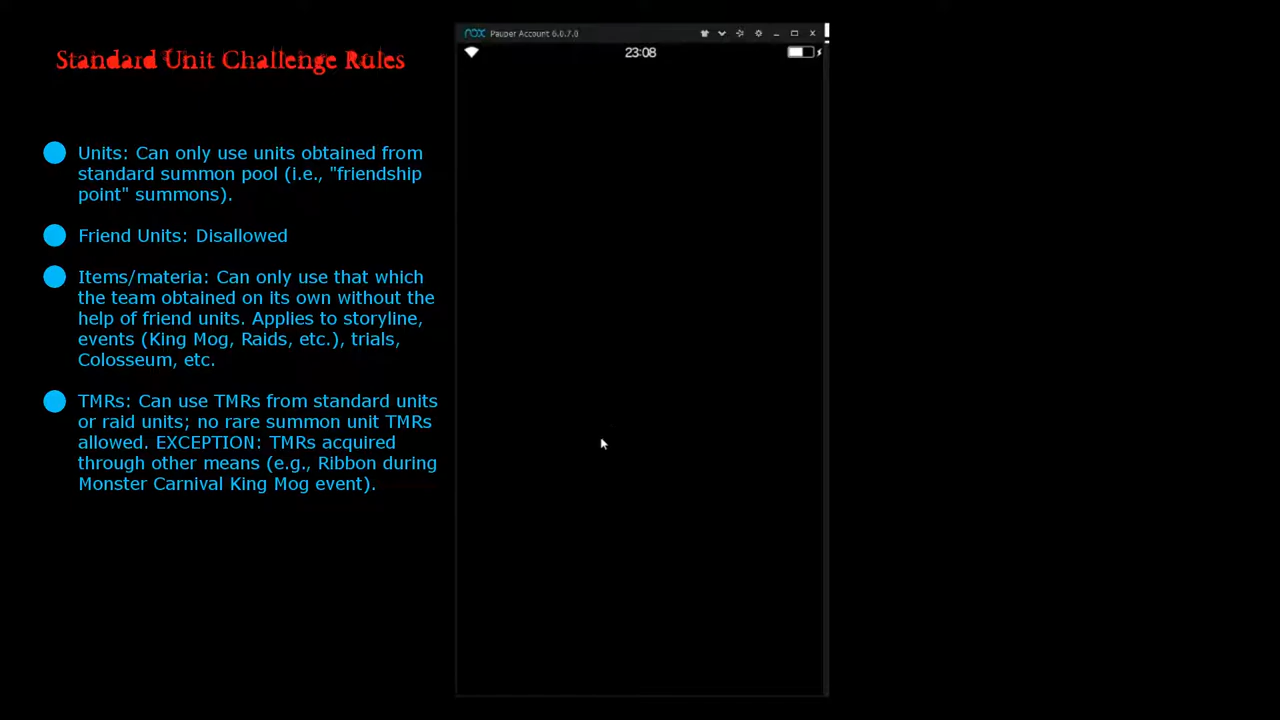 nox Pauper Account 6.0.7.0
23:08
Standard Unit Challenge Rules
Units: Can only use units obtained from
standard summon pool (i.e., "friendship
point" summons).
Friend Units: Disallowed
Items/materia: Can only use that which
the team obtained on its own without the
help of friend units. Applies to storyline,
events (King Mog, Raids, etc.), trials,
Colosseum, etc.
TMRs: Can use TMRs from standard units
or raid units; no rare summon unit TMRs
allowed. EXCEPTION: TMRs acquired
through other means (e.g., Ribbon during
Monster Carnival King Mog event).